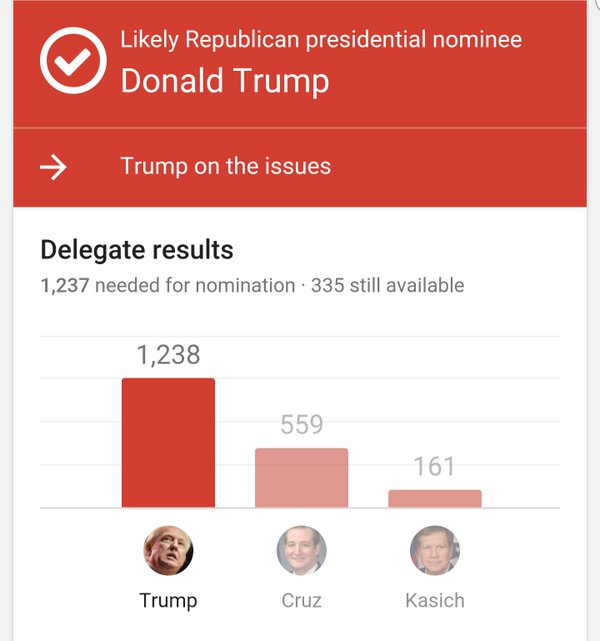 Likely Republican presidential nominee
Donald Trump
Trump on the issues
Delegate results
1,237 needed for nomination · 335 still available
1,238
559
161
Trump
Cruz
Kasich